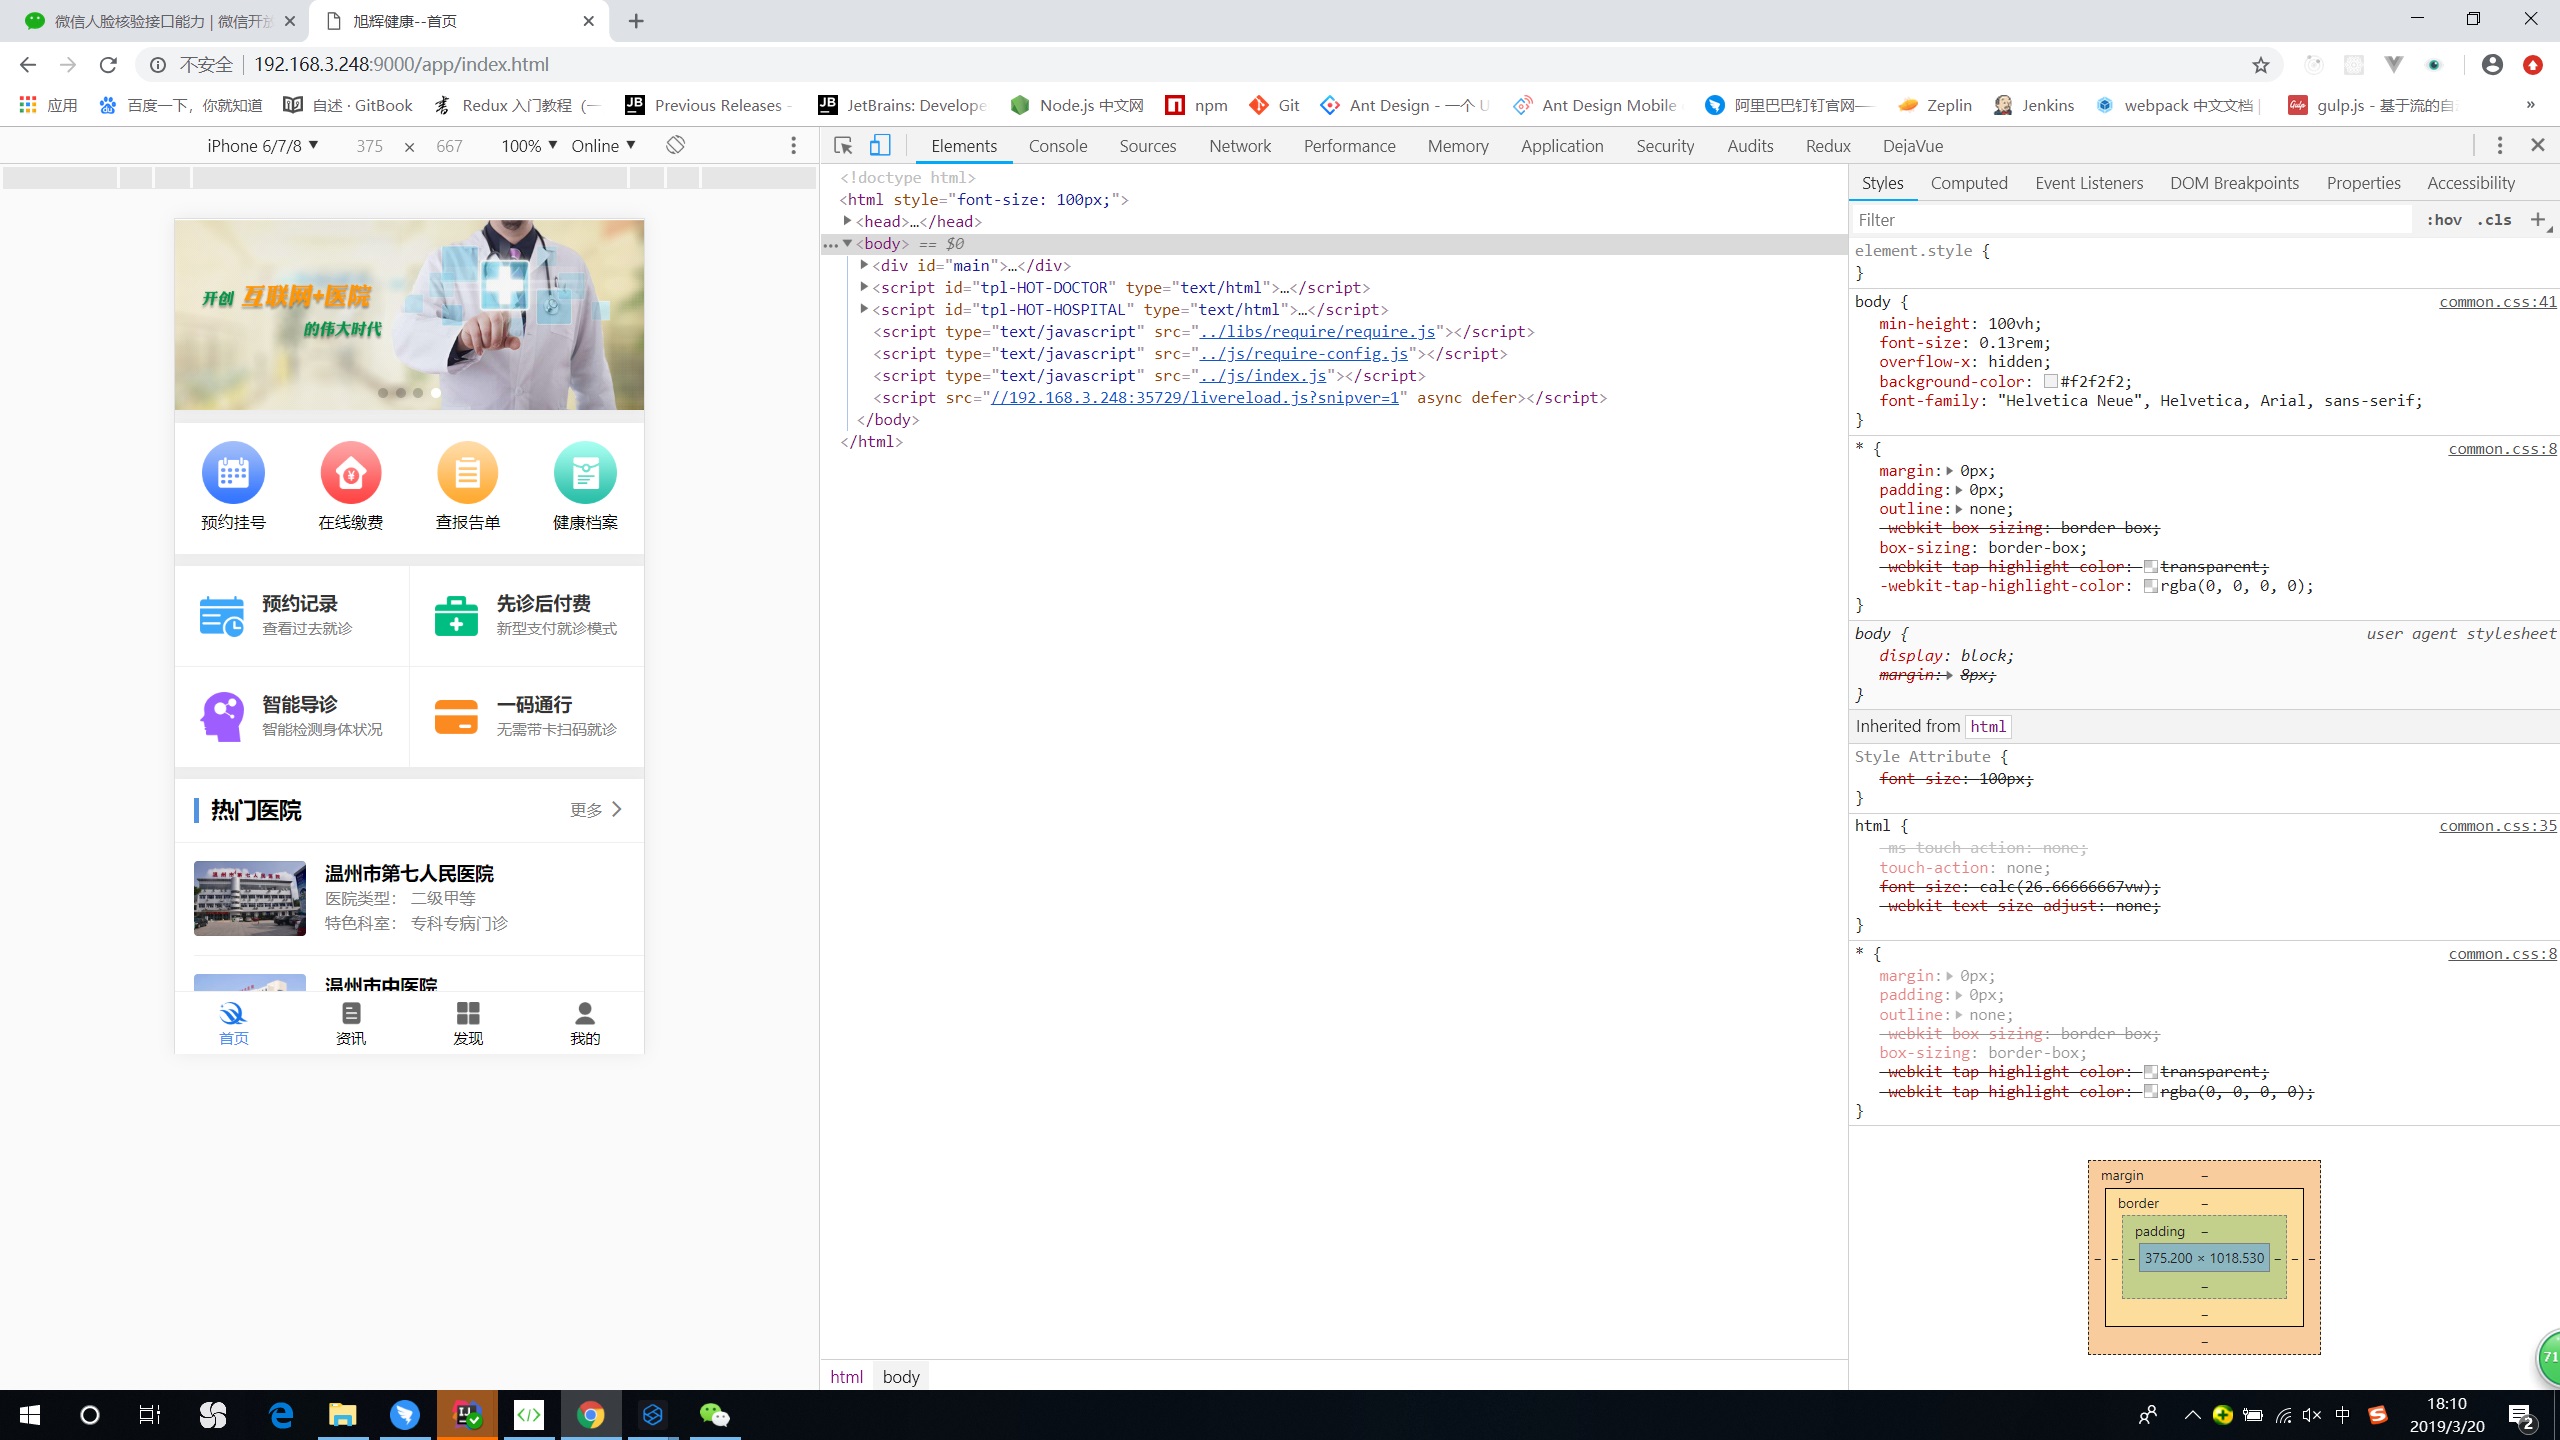 微信人脸核验接口能力 | 微信开放
旭辉健康--首页
不安全 192.168.3.248:9000/app/index.html
应用
百度一下，你就知道
自述 · GitBook
Redux 入门教程（一
Previous Releases -
JetBrains: Develope
Node.js 中文网
npm
Git
Ant Design - 一个 U
Ant Design Mobile
阿里巴巴钉钉官网——
Zeplin
Jenkins
webpack 中文文档 |
gulp.js - 基于流的自
»
iPhone 6/7/8 375 × 667 100% Online
开创 互联网+医院
的伟大时代
预约挂号 在线缴费 查报告单 健康档案
预约记录
查看过去就诊
先诊后付费
新型支付就诊模式
智能导诊
智能检测身体状况
一码通行
无需带卡扫码就诊
热门医院 更多
温州市第七人民医院
医院类型： 二级甲等
特色科室： 专科专病门诊
温州市中医院
首页 资讯 发现 我的
Elements Console Sources Network Performance Memory Application Security Audits Redux DejaVue
<!doctype html>
<html style="font-size: 100px;">
<head>…</head>
<body> == $0
<div id="main">…</div>
<script id="tpl-HOT-DOCTOR" type="text/html">…</script>
<script id="tpl-HOT-HOSPITAL" type="text/html">…</script>
<script type="text/javascript" src="../libs/require/require.js"></script>
<script type="text/javascript" src="../js/require-config.js"></script>
<script type="text/javascript" src="../js/index.js"></script>
<script src="//192.168.3.248:35729/livereload.js?snipver=1" async defer></script>
</body>
</html>
html body
Styles Computed Event Listeners DOM Breakpoints Properties Accessibility
Filter :hov .cls +
element.style {
}
body { common.css:41
min-height: 100vh;
font-size: 0.13rem;
overflow-x: hidden;
background-color: #f2f2f2;
font-family: "Helvetica Neue", Helvetica, Arial, sans-serif;
}
* { common.css:8
margin: 0px;
padding: 0px;
outline: none;
-webkit-box-sizing: border-box;
box-sizing: border-box;
-webkit-tap-highlight-color: transparent;
-webkit-tap-highlight-color: rgba(0, 0, 0, 0);
}
body { user agent stylesheet
display: block;
margin: 8px;
}
Inherited from html
Style Attribute {
font-size: 100px;
}
html { common.css:35
-ms-touch-action: none;
touch-action: none;
font-size: calc(26.66666667vw);
-webkit-text-size-adjust: none;
}
* { common.css:8
margin: 0px;
padding: 0px;
outline: none;
-webkit-box-sizing: border-box;
box-sizing: border-box;
-webkit-tap-highlight-color: transparent;
-webkit-tap-highlight-color: rgba(0, 0, 0, 0);
}
margin –
border –
padding –
– – – 375.200 × 1018.530 – – –
–
–
–
71
中
18:10
2019/3/20
2